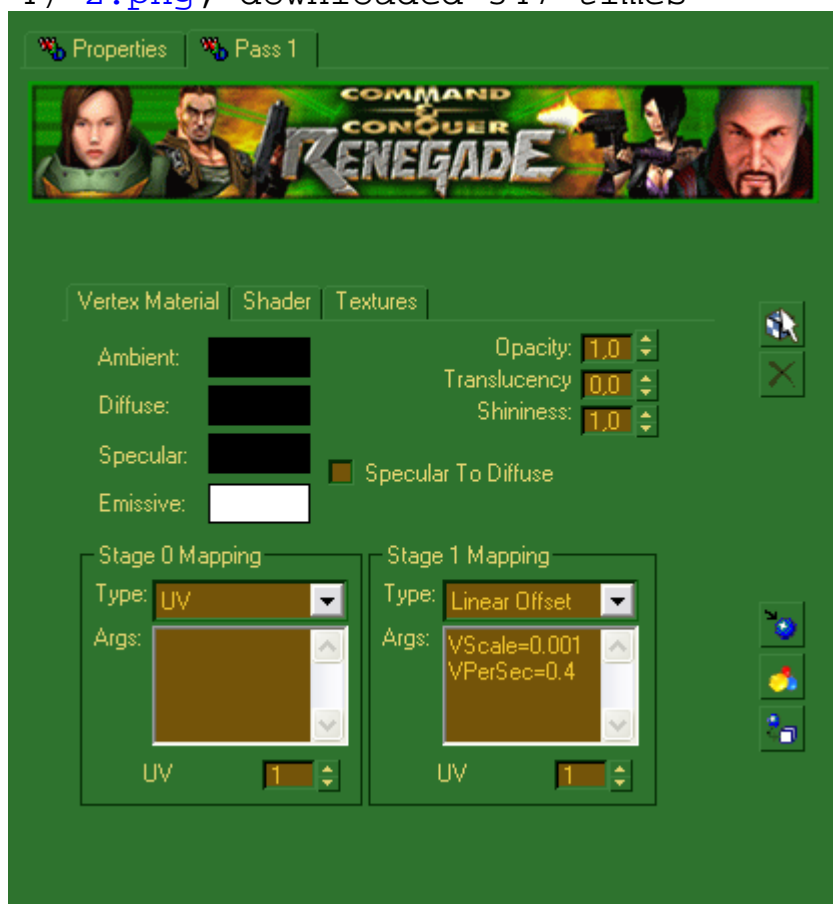 Properties
Pass 1
COMMAND
&
CONQUER
RENEGADE
Vertex Material
Shader
Textures
Ambient:
Diffuse:
Specular:
Emissive:
Opacity: 1,0
Translucency 0,0
Shininess: 1,0
Specular To Diffuse
Stage 0 Mapping
Type: UV
Args:
UV 1
Stage 1 Mapping
Type: Linear Offset
Args: VScale=0.001
VPerSec=0.4
UV 1